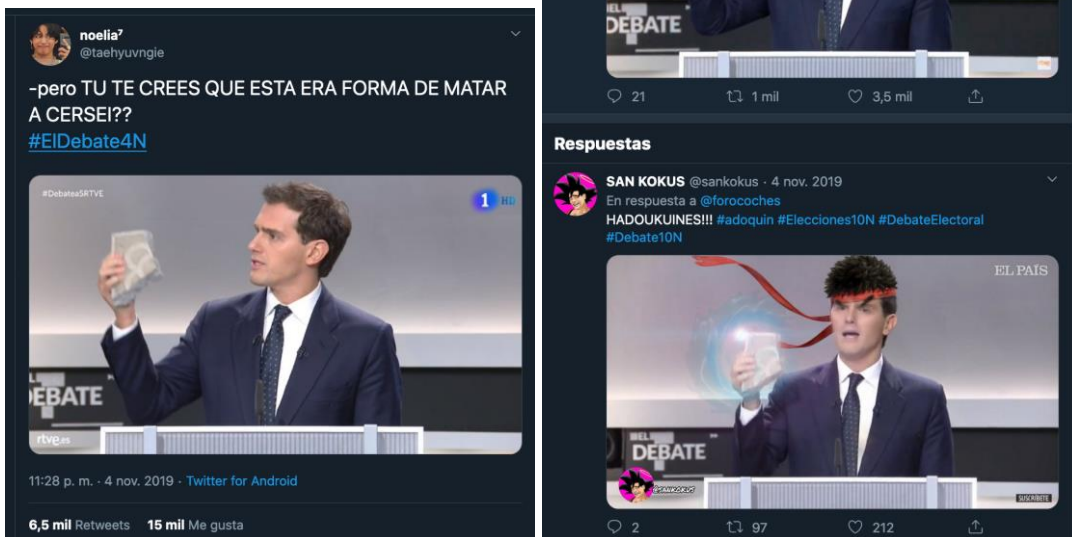 noelia⁷
@taehyuvngie
-pero TU TE CREES QUE ESTA ERA FORMA DE MATAR
A CERSEI??
#ElDebate4N
#DebateaSRTVE
1 HD
EL
DEBATE
rtve.es
11:28 p. m. · 4 nov. 2019 · Twitter for Android
6,5 mil Retweets 15 mil Me gusta
DEBATE
rtve
21 1 mil 3,5 mil
Respuestas
SAN KOKUS @sankokus · 4 nov. 2019
En respuesta a @forocoches
HADOUKUINES!!! #adoquin #Elecciones10N #DebateElectoral
#Debate10N
EL PAÍS
EL
DEBATE
@SANKOKUS
SUSCRÍBETE
2 97 212